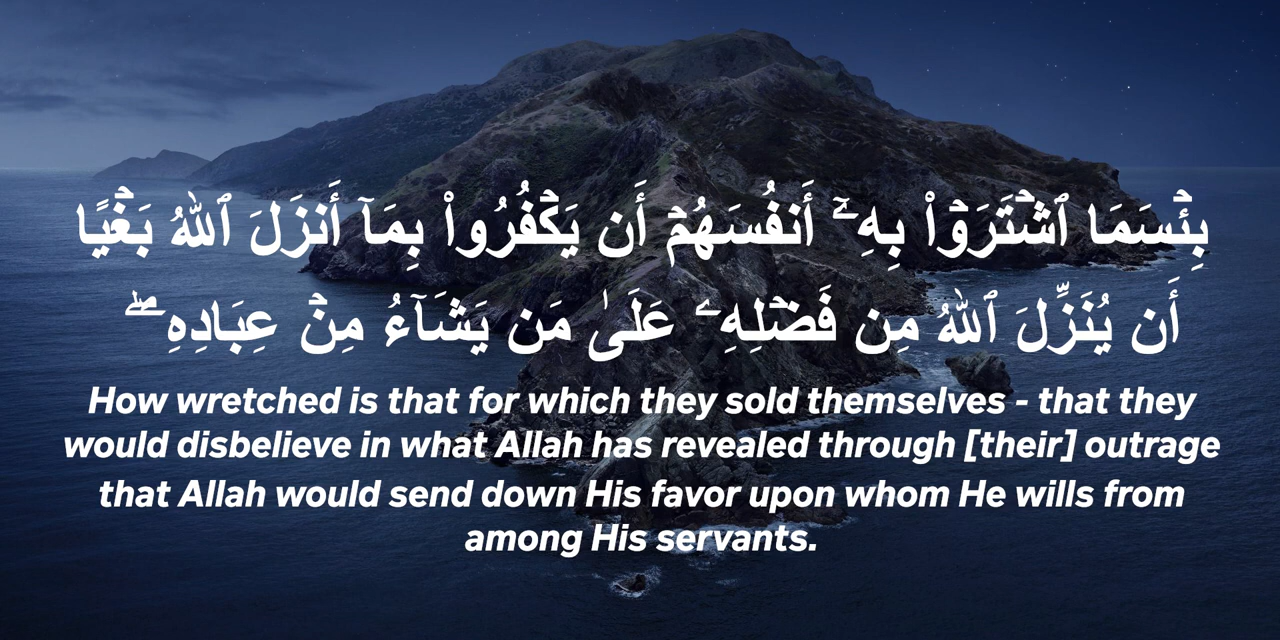 بِئۡسَمَا ٱشۡتَرَوۡاْ بِهِۦٓ أَنفُسَهُمۡ أَن يَكۡفُرُواْ بِمَآ أَنزَلَ ٱللَّهُ بَغۡيًا
أَن يُنَزِّلَ ٱللَّهُ مِن فَضۡلِهِۦ عَلَىٰ مَن يَشَآءُ مِنۡ عِبَادِهِۦۖ
How wretched is that for which they sold themselves - that they
would disbelieve in what Allah has revealed through [their] outrage
that Allah would send down His favor upon whom He wills from
among His servants.